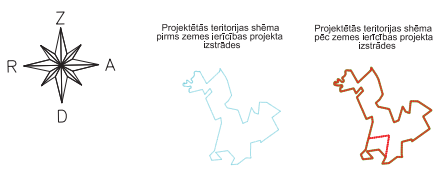 Z
R
A
D
Projektētās teritorijas shēma
pirms zemes ierīcības projekta
izstrādes
Projektētās teritorijas shēma
pēc zemes ierīcības projekta
izstrādes